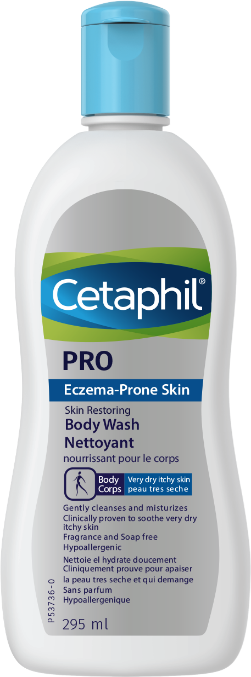 Cetaphil®
PRO
Eczema-Prone Skin
Skin Restoring
Body Wash
Nettoyant
nourrissant pour le corps
Body
Corps
Very dry itchy skin
peau tres seche
Gently cleanses and misturizes
Clinically proven to soothe very dry
itchy skin
Fragrance and Soap free
Hypoallergenic
Nettoie el hydrate doucement
Cliniquement prouve pour apaiser
la peau tres seche et qui demange
Sans parfum
Hypoallergenique
P53736-0
295 ml